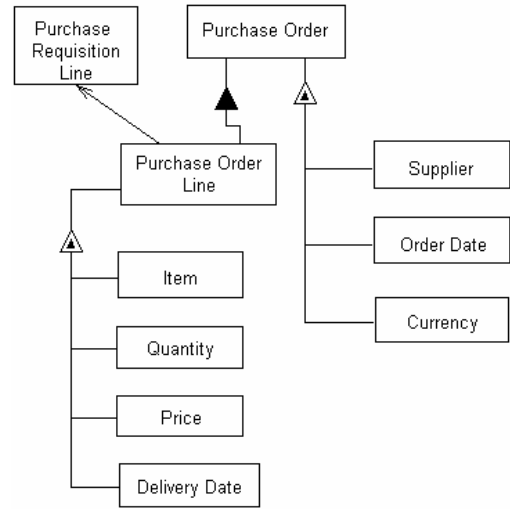 Purchase
Requisition
Line
Purchase Order
Purchase Order
Line
Supplier
Order Date
Currency
Item
Quantity
Price
Delivery Date